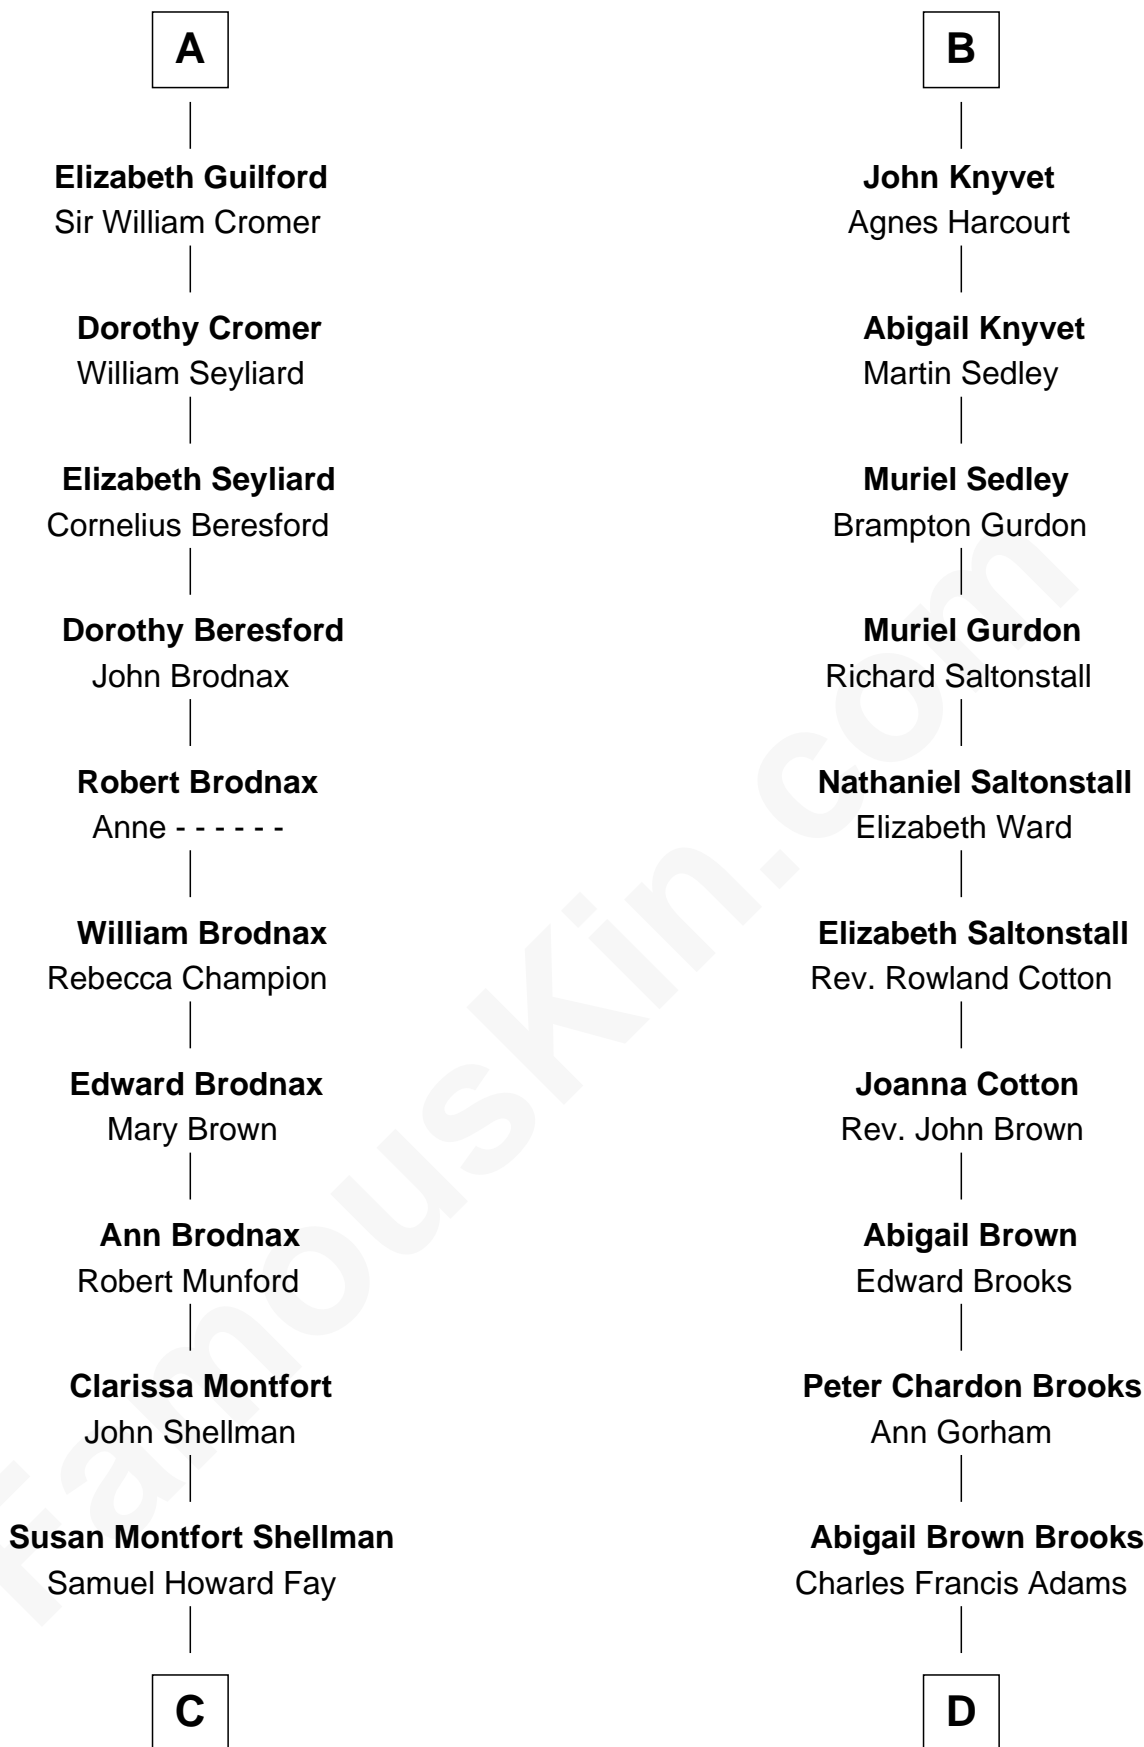 A
Elizabeth Guilford
Sir William Cromer
Dorothy Cromer
William Seyliard
Elizabeth Seyliard
Cornelius Beresford
Dorothy Beresford
John Brodnax
Robert Brodnax
Anne - - - - - -
William Brodnax
Rebecca Champion
Edward Brodnax
Mary Brown
Ann Brodnax
Robert Munford
Clarissa Montfort
John Shellman
Susan Montfort Shellman
Samuel Howard Fay
C
B
John Knyvet
Agnes Harcourt
Abigail Knyvet
Martin Sedley
Muriel Sedley
Brampton Gurdon
Muriel Gurdon
Richard Saltonstall
Nathaniel Saltonstall
Elizabeth Ward
Elizabeth Saltonstall
Rev. Rowland Cotton
Joanna Cotton
Rev. John Brown
Abigail Brown
Edward Brooks
Peter Chardon Brooks
Ann Gorham
Abigail Brown Brooks
Charles Francis Adams
D
FamousKin.com